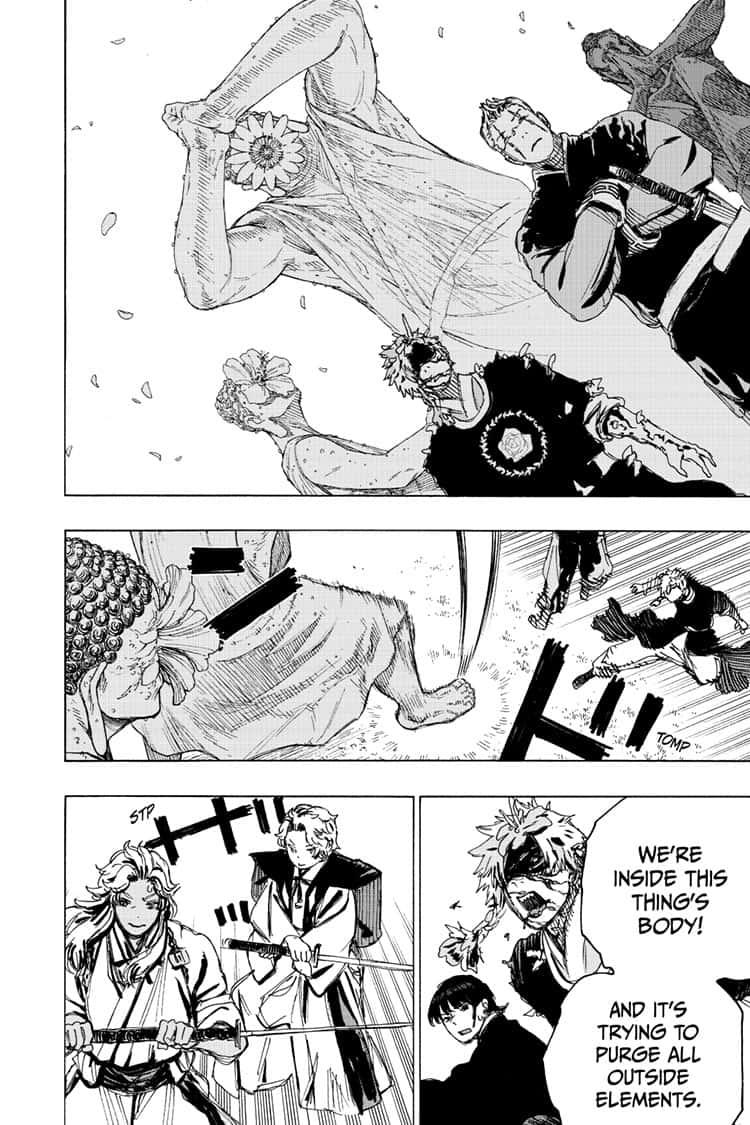 TOMP
WE'RE
INSIDE THIS
THING'S
BODY!
AND IT'S
TRYING TO
PURGE ALL
OUTSIDE
ELEMENTS.
STP